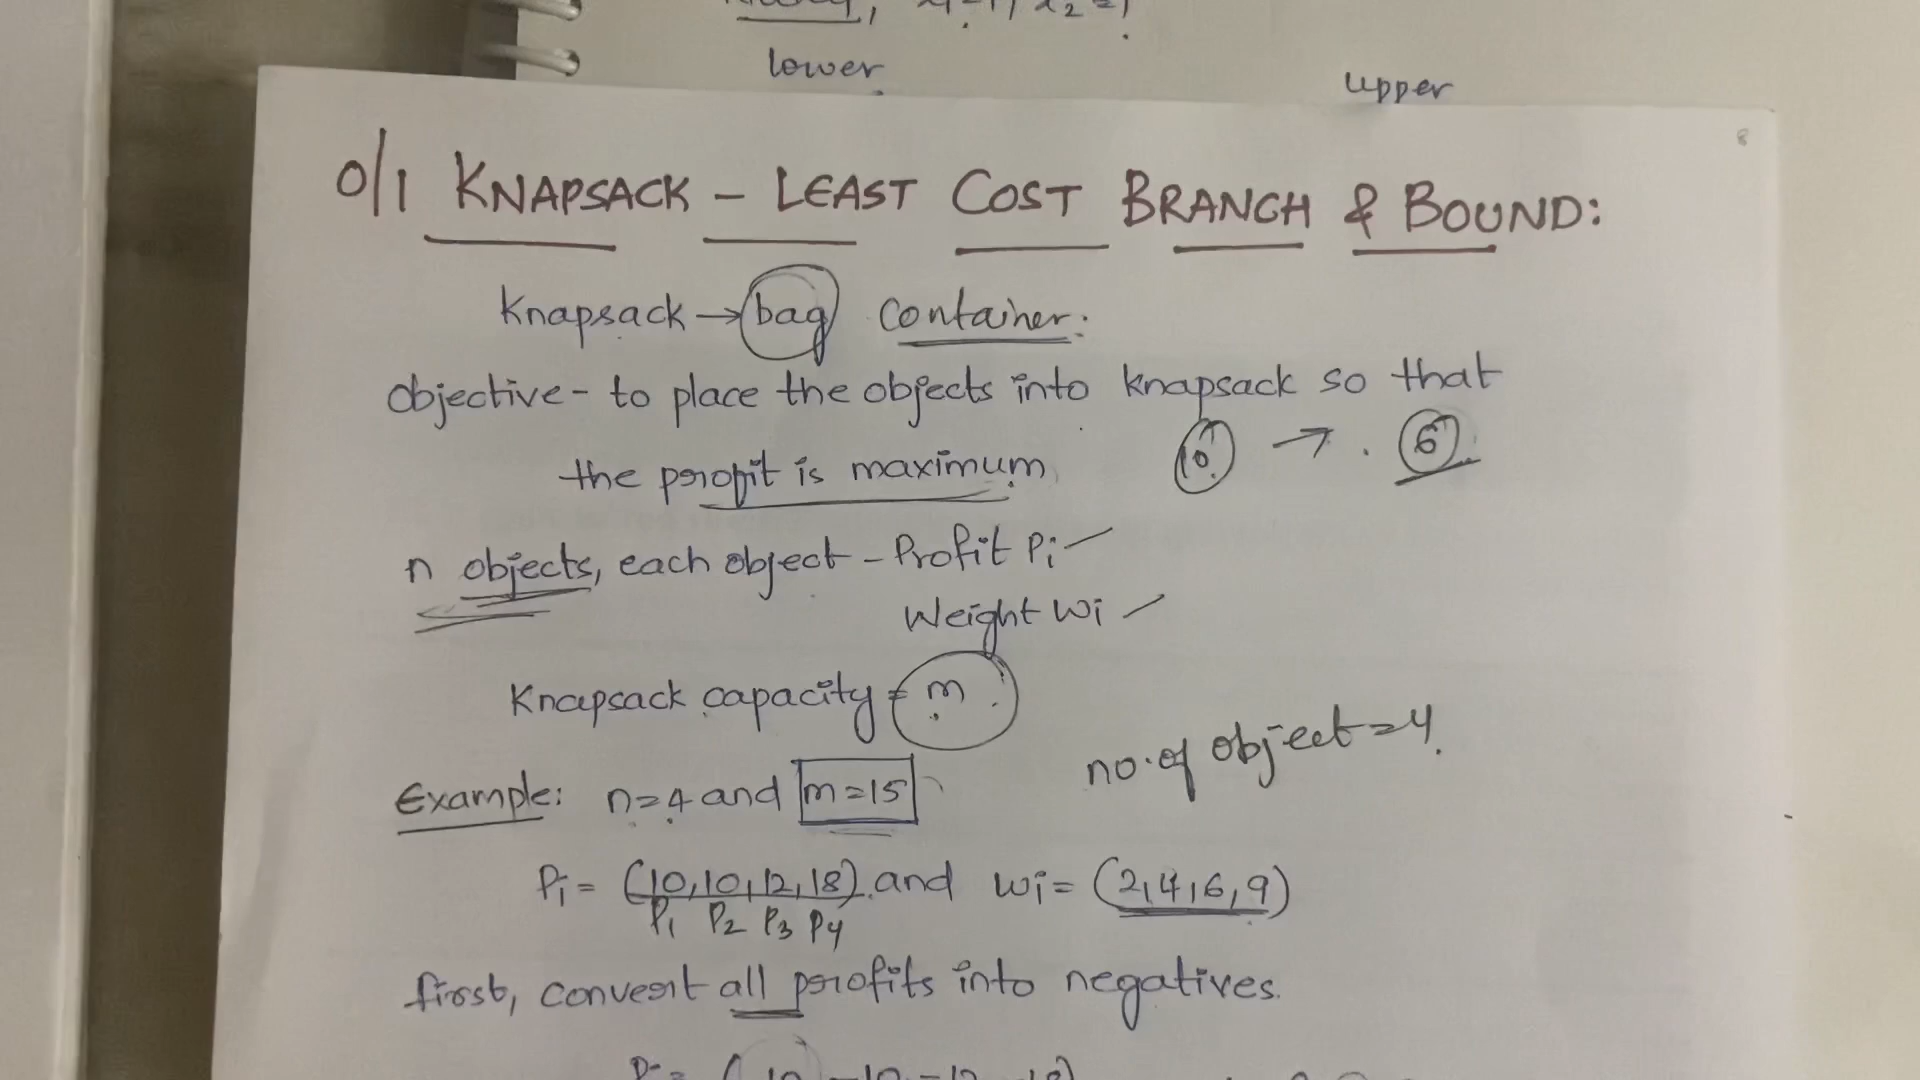 lower
upper
8
0/1 KNAPSACK - LEAST COST BRANCH & BOUND:
Knapsack → bag container.
Objective - to place the objects into knapsack so that
the profit is maximum
10 → 6
n objects, each object - Profit Pi
Weight Wi
Knapsack capacity = m
no. of object = 4
Example: n=4 and m=15
Pi = (10,10,12,18) and wi = (2,4,6,9)
P1 P2 P3 P4
first, convert all profits into negatives.